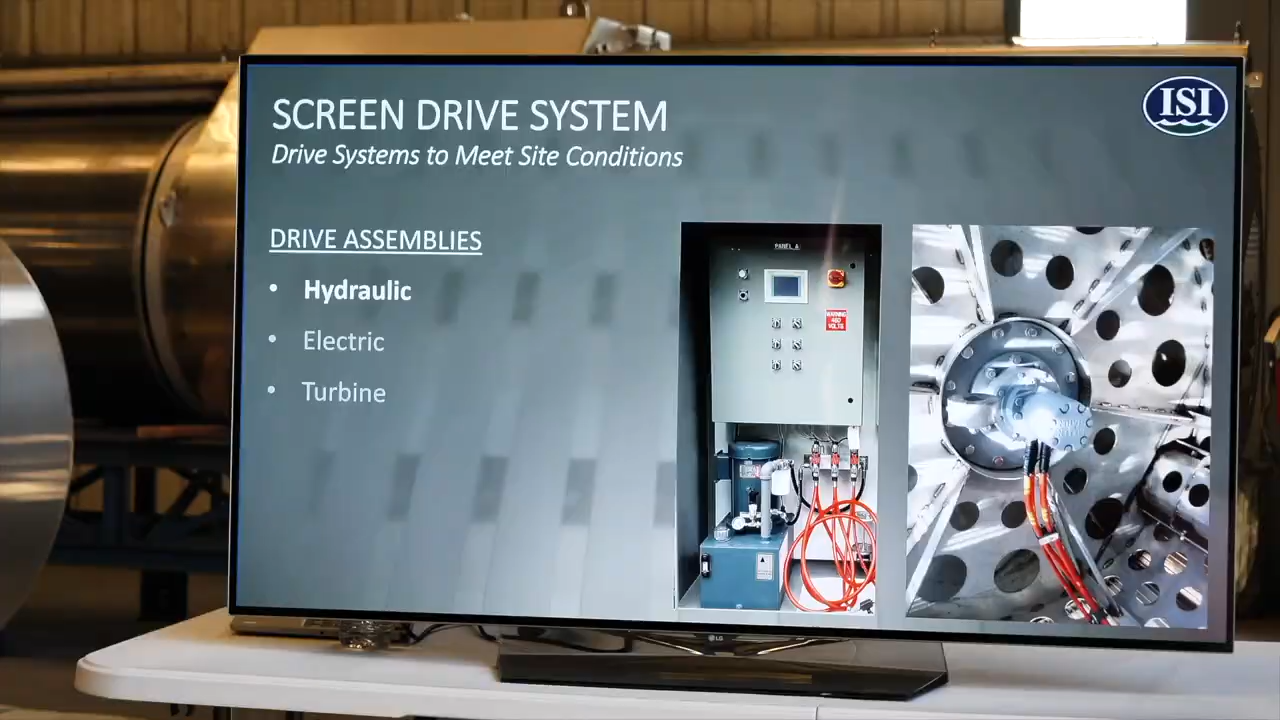 SCREEN DRIVE SYSTEM
Drive Systems to Meet Site Conditions
ISI
DRIVE ASSEMBLIES
• Hydraulic
• Electric
• Turbine
PANEL A
WARNING
480
VOLTS
LG